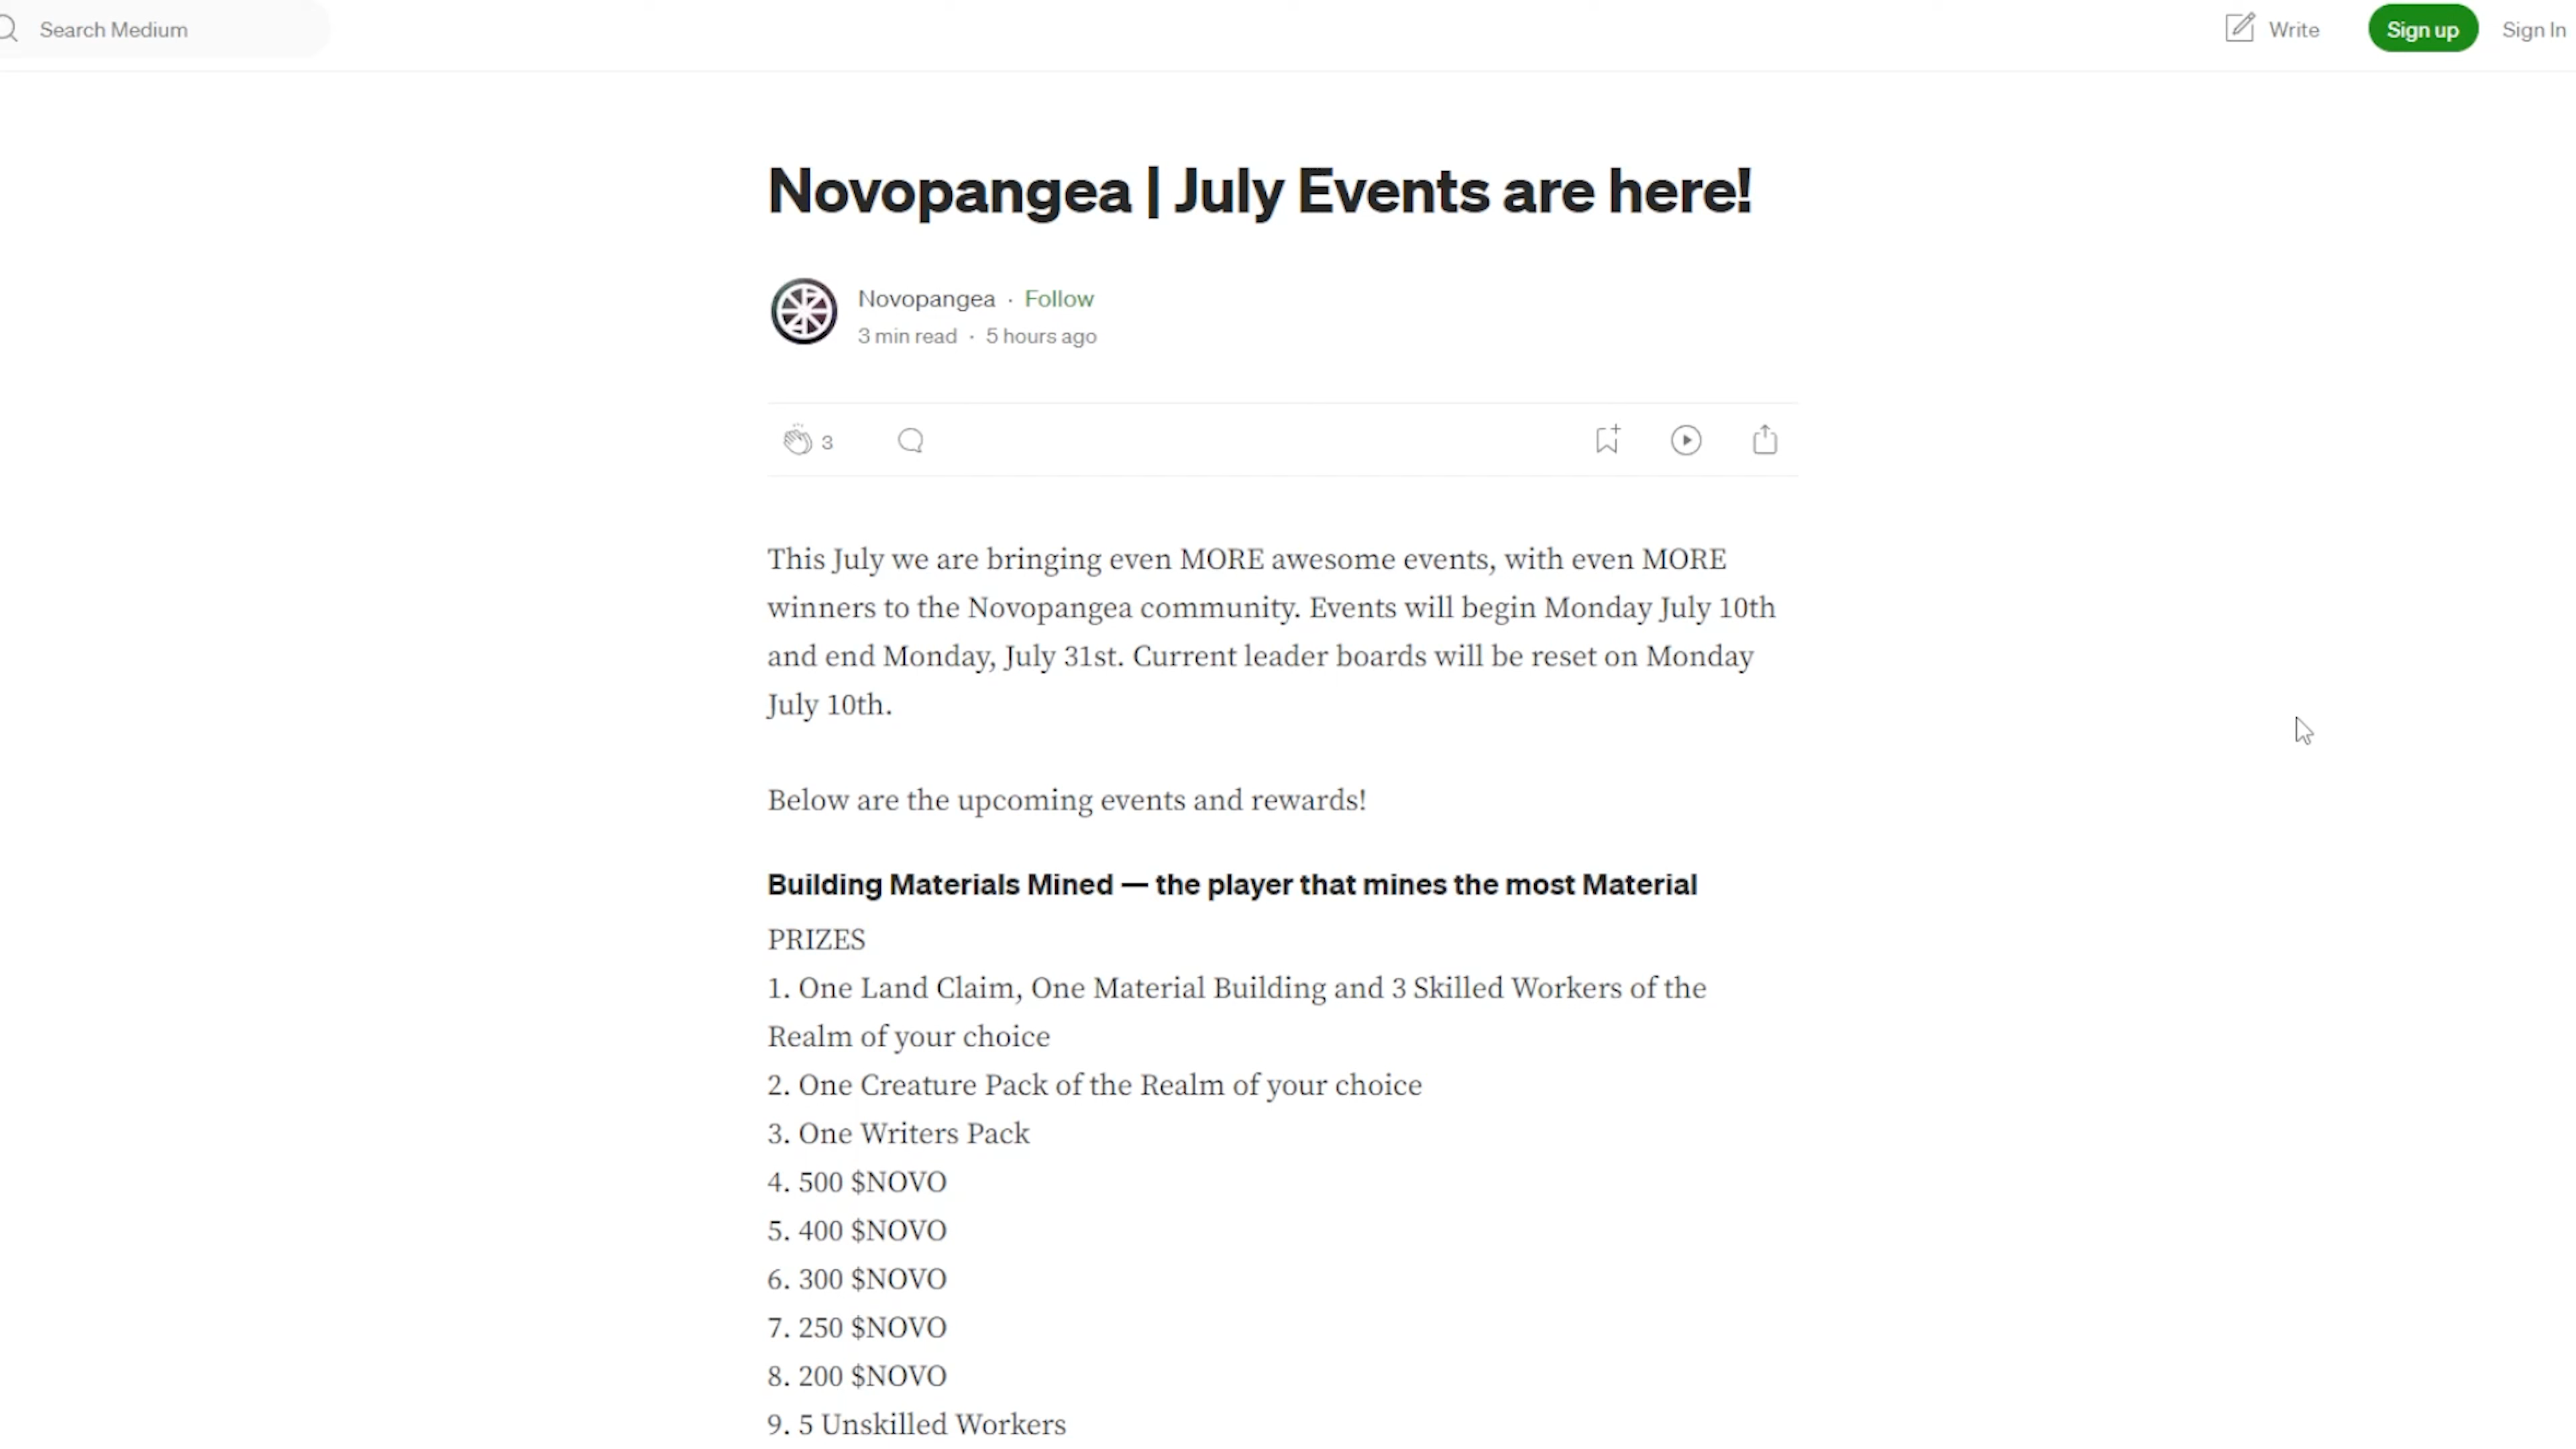 Search Medium
Write
Sign up
Sign In
Novopangea | July Events are here!
Novopangea · Follow
3 min read · 5 hours ago
3
This July we are bringing even MORE awesome events, with even MORE
winners to the Novopangea community. Events will begin Monday July 10th
and end Monday, July 31st. Current leader boards will be reset on Monday
July 10th.
Below are the upcoming events and rewards!
Building Materials Mined — the player that mines the most Material
PRIZES
1. One Land Claim, One Material Building and 3 Skilled Workers of the
Realm of your choice
2. One Creature Pack of the Realm of your choice
3. One Writers Pack
4. 500 $NOVO
5. 400 $NOVO
6. 300 $NOVO
7. 250 $NOVO
8. 200 $NOVO
9. 5 Unskilled Workers